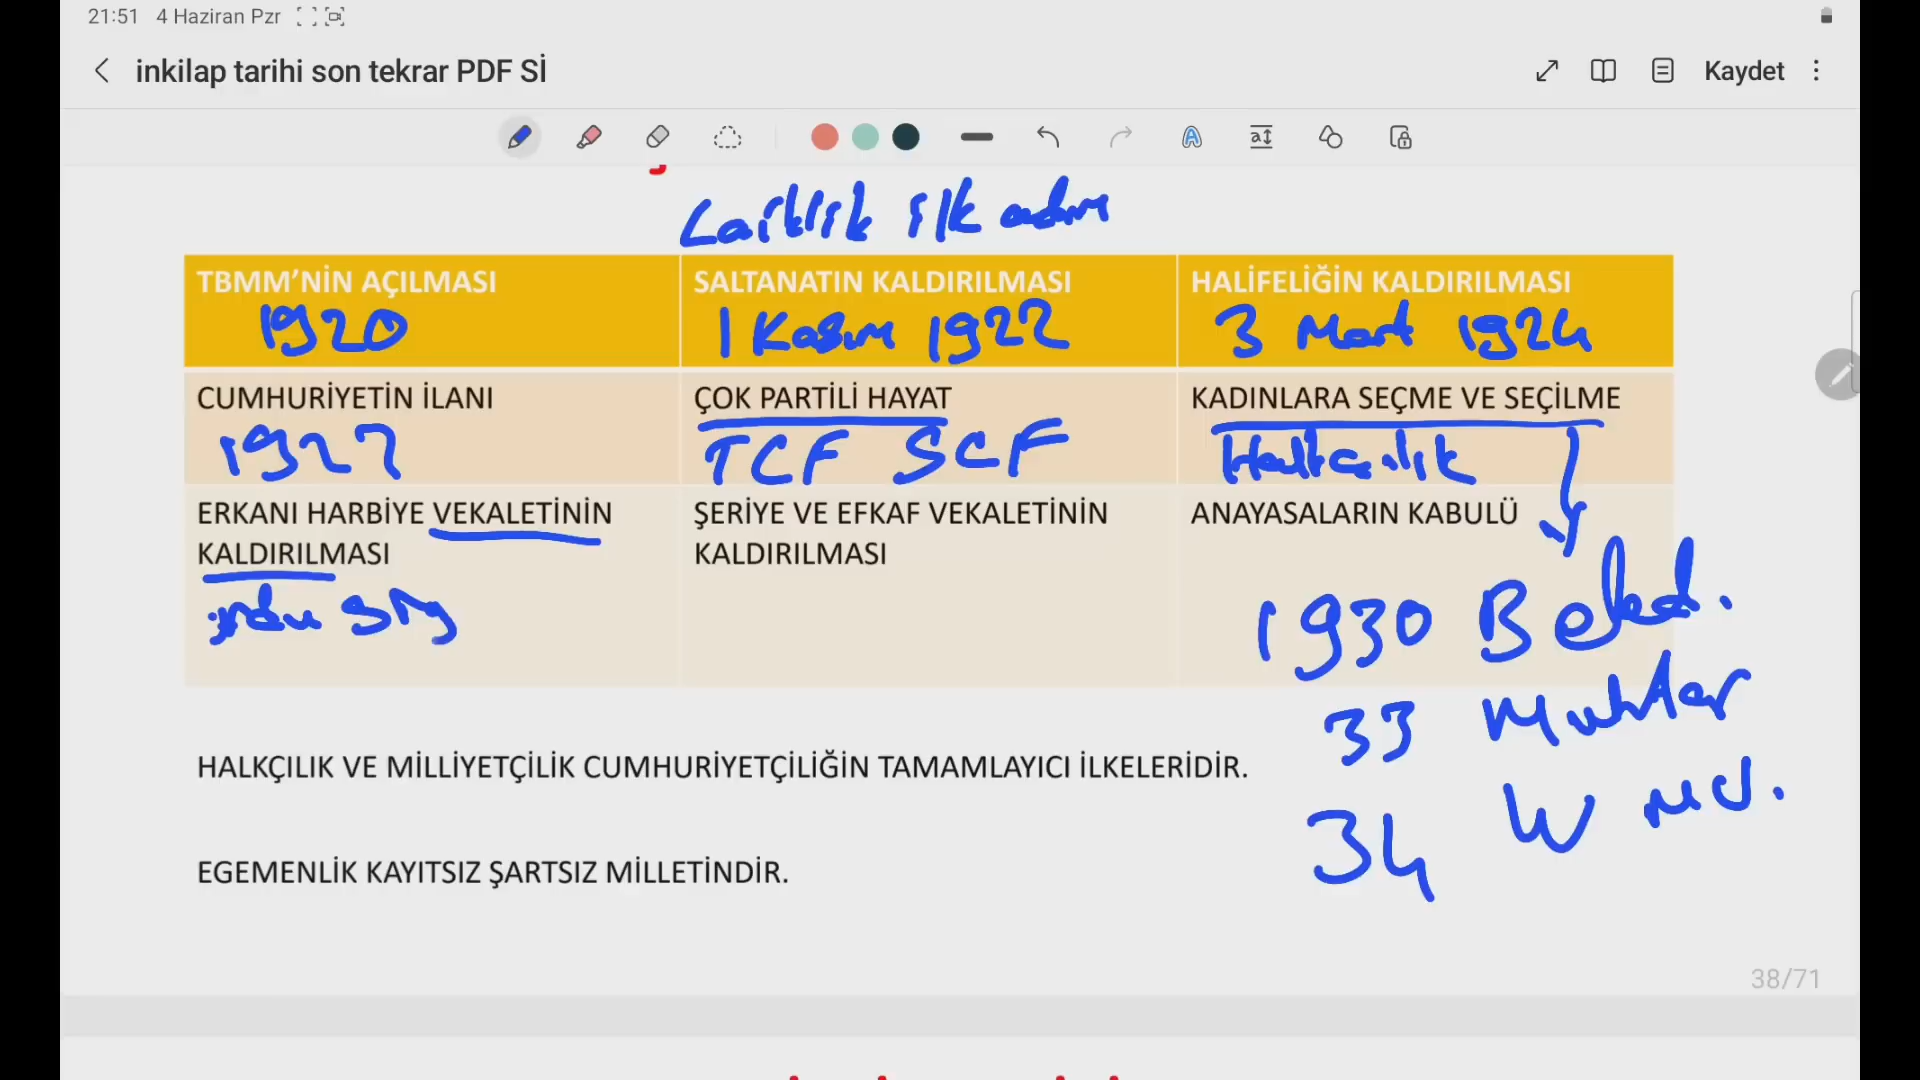 21:51 4 Haziran Pzr
inkilap tarihi son tekrar PDF Sİ
Kaydet
Laiklik ilk adım
TBMM'NİN AÇILMASI
1920
SALTANATIN KALDIRILMASI
1 Kasım 1922
HALİFELİĞİN KALDIRILMASI
3 Mart 1924
CUMHURİYETİN İLANI
ÇOK PARTİLİ HAYAT
TCF SCF
KADINLARA SEÇME VE SEÇİLME
Halkçılık
ERKANI HARBİYE VEKALETİNİN
KALDIRILMASI
ŞERİYE VE EFKAF VEKALETİNİN
KALDIRILMASI
ANAYASALARIN KABULÜ
1930 Beled.
33 Muhtar
34
HALKÇILIK VE MİLLİYETÇİLİK CUMHURİYETÇİLİĞİN TAMAMLAYICI İLKELERİDİR.
EGEMENLİK KAYITSIZ ŞARTSIZ MİLLETİNDİR.
38/71